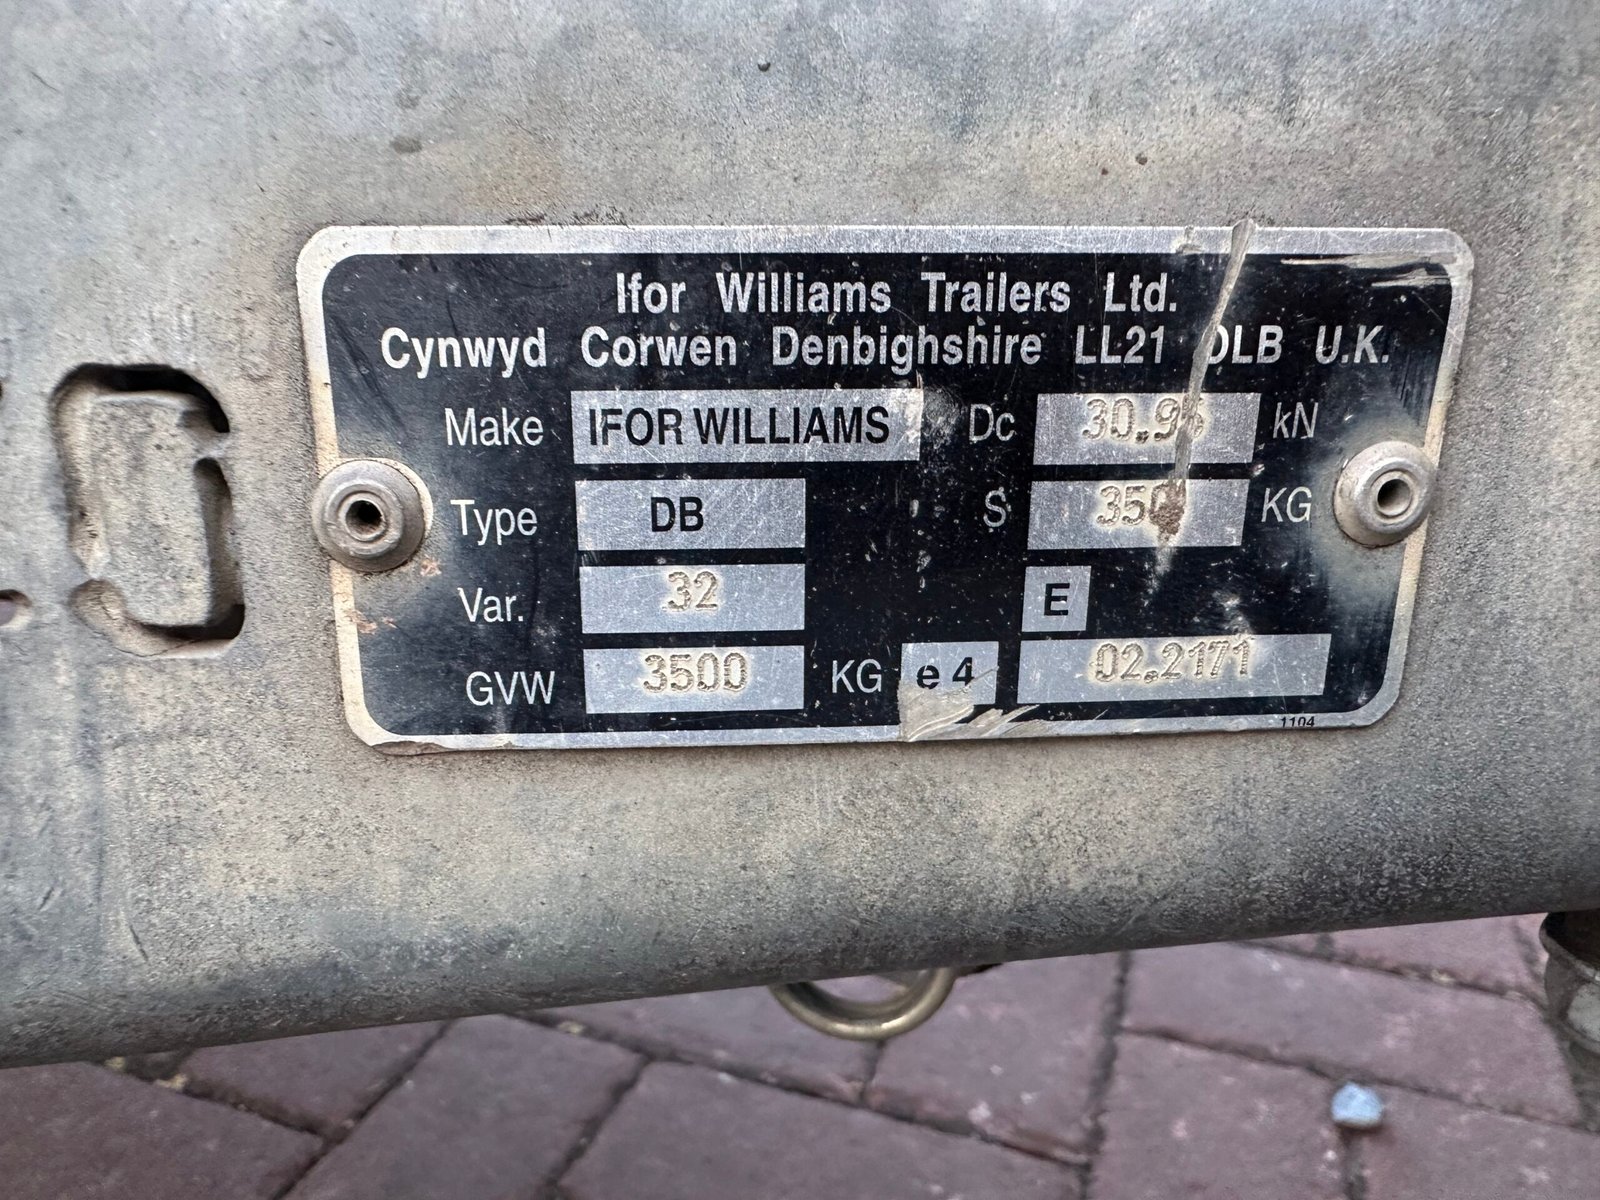 Ifor Williams Trailers Ltd.
Cynwyd Corwen Denbighshire LL21 U.K.
Make IFOR WILLIAMS Dc kN
Type DB S KG
Var. 32 E
GVW 3500 KG e4 02.2171
1104